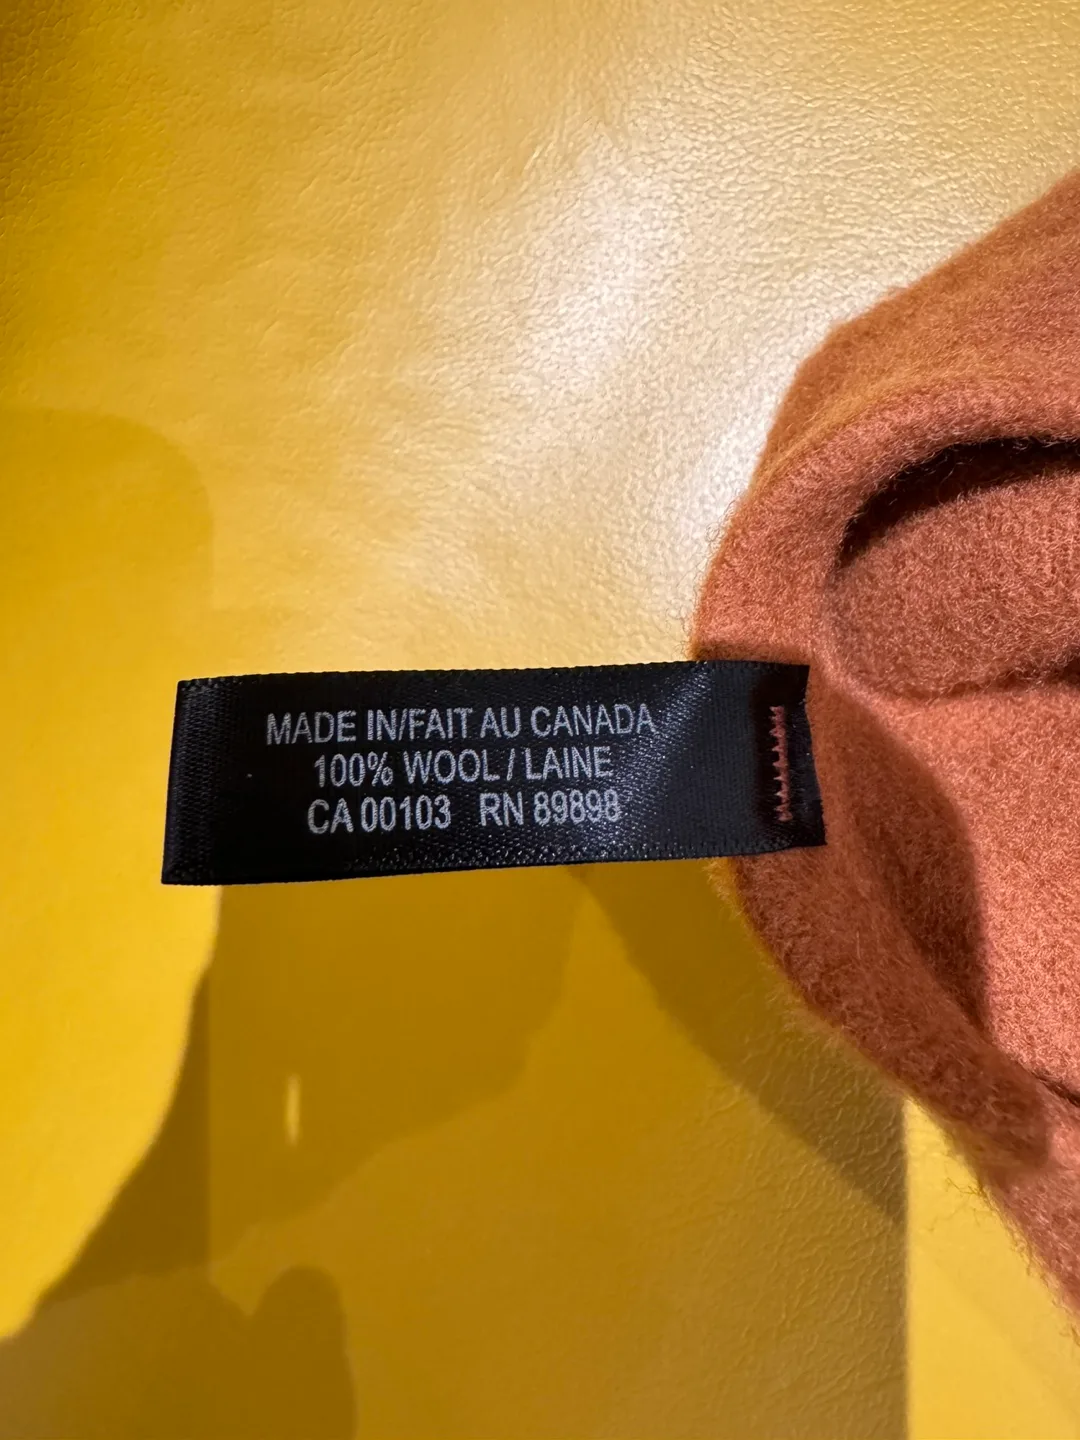 MADE IN/FAIT AU CANADA
100% WOOL / LAINE
CA 00103 RN 89898